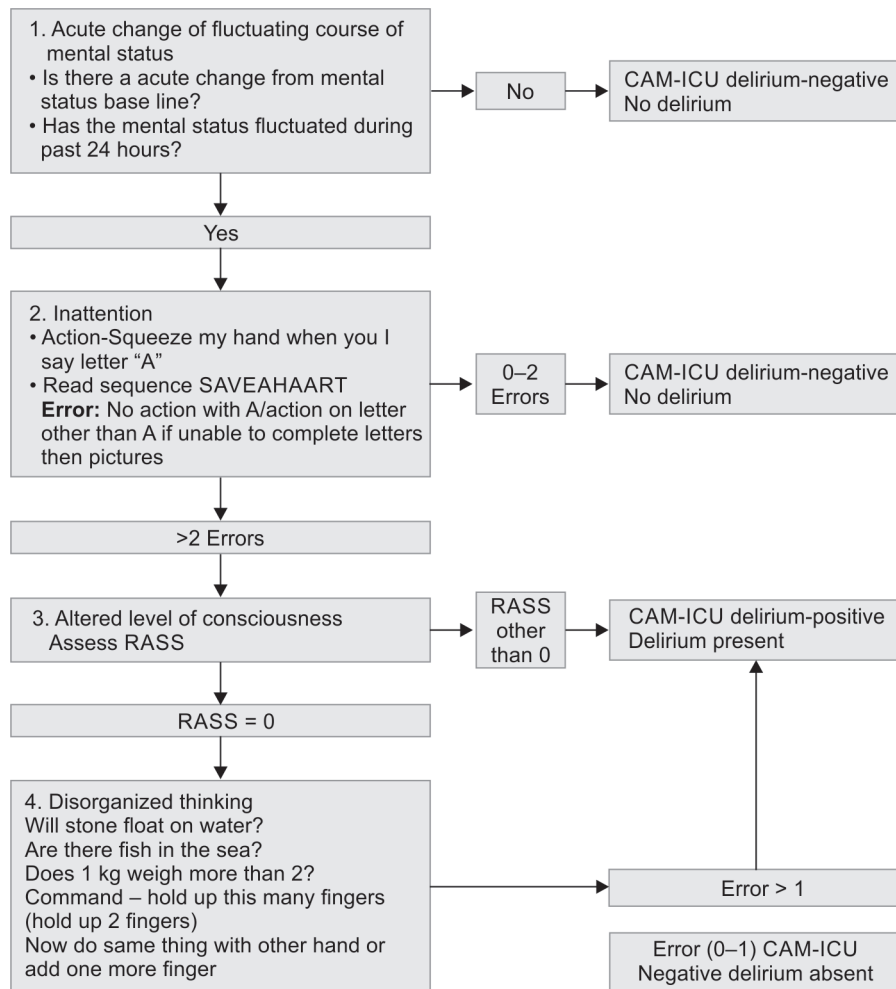 1. Acute change of fluctuating course of
mental status
• Is there a acute change from mental
status base line?
• Has the mental status fluctuated during
past 24 hours?
No
CAM-ICU delirium-negative
No delirium
Yes
2. Inattention
• Action-Squeeze my hand when you I
say letter “A”
• Read sequence SAVEAHAART
Error: No action with A/action on letter
other than A if unable to complete letters
then pictures
0–2
Errors
CAM-ICU delirium-negative
No delirium
>2 Errors
3. Altered level of consciousness
Assess RASS
RASS
other
than 0
CAM-ICU delirium-positive
Delirium present
RASS = 0
4. Disorganized thinking
Will stone float on water?
Are there fish in the sea?
Does 1 kg weigh more than 2?
Command – hold up this many fingers
(hold up 2 fingers)
Now do same thing with other hand or
add one more finger
Error > 1
Error (0–1) CAM-ICU
Negative delirium absent